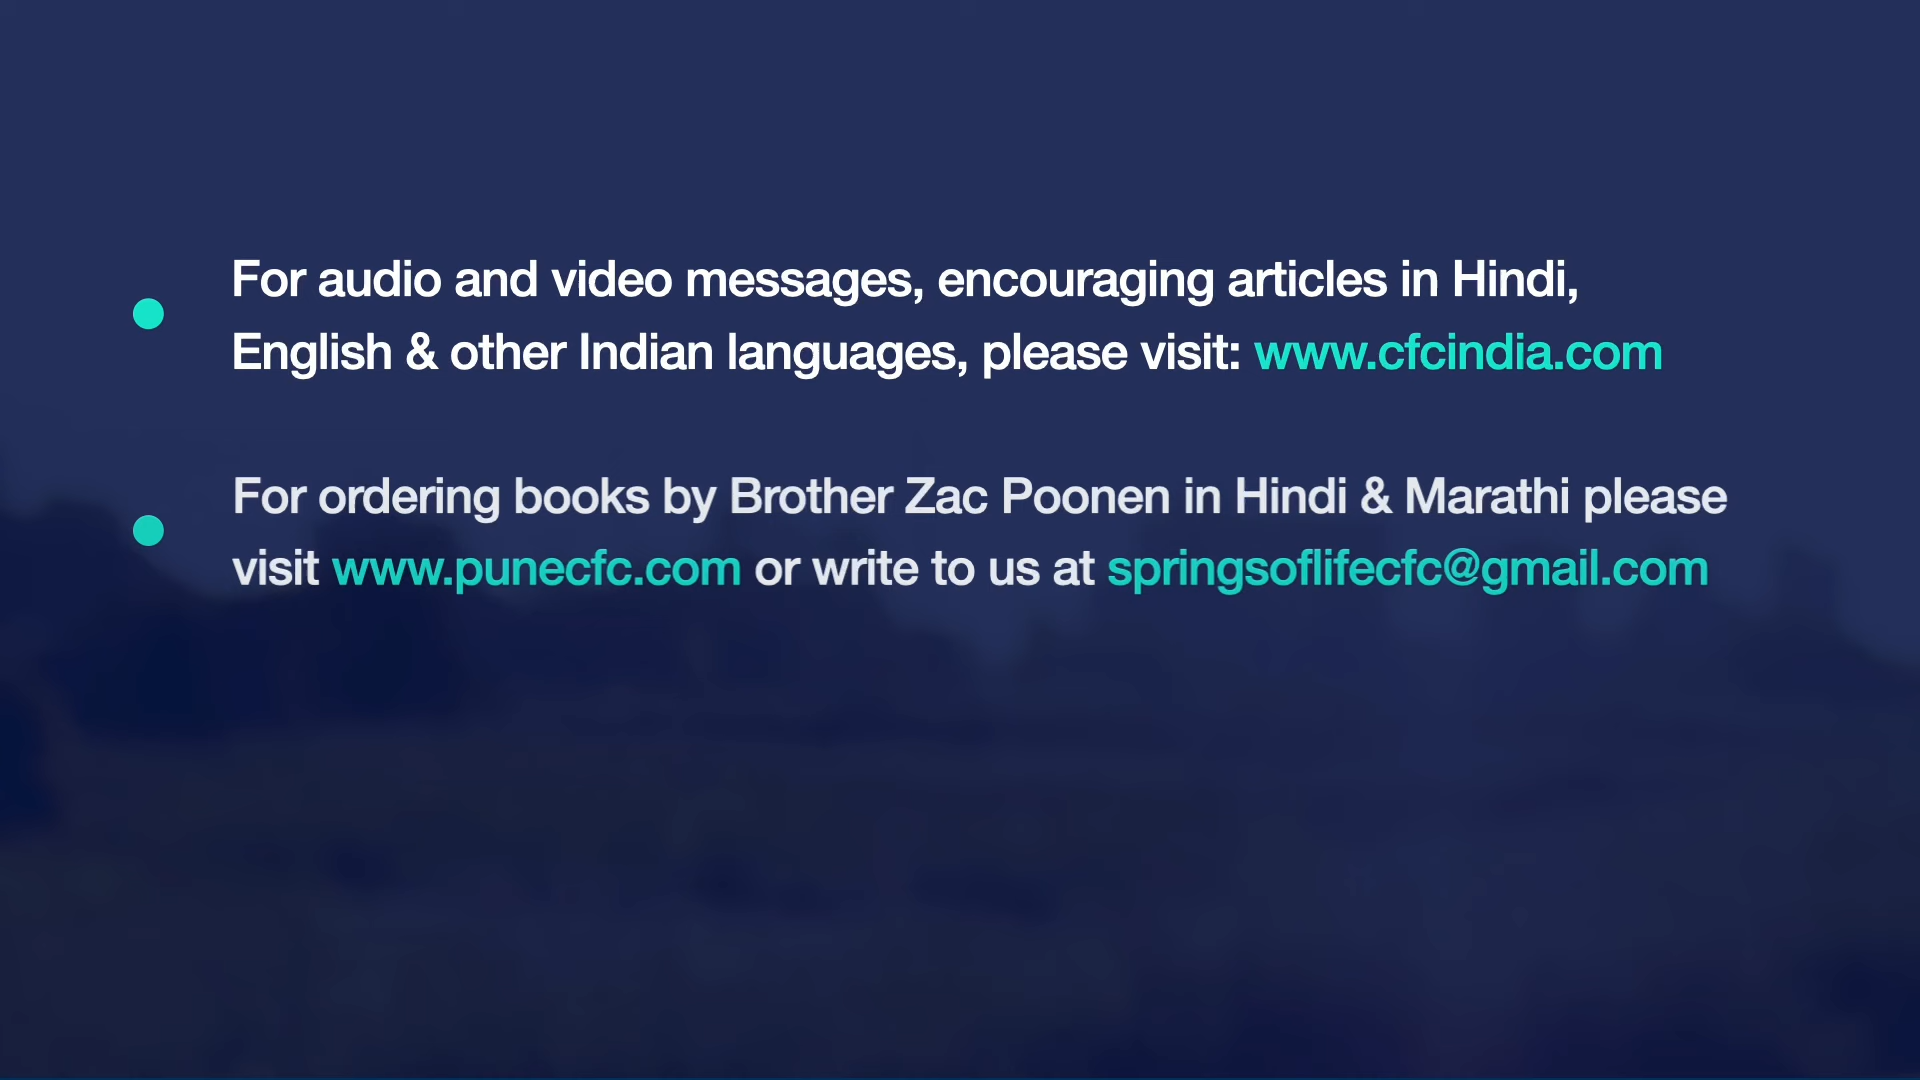 For audio and video messages, encouraging articles in Hindi,
English & other Indian languages, please visit: www.cfcindia.com
For ordering books by Brother Zac Poonen in Hindi & Marathi please
visit www.punecfc.com or write to us at springsoflifecfc@gmail.com